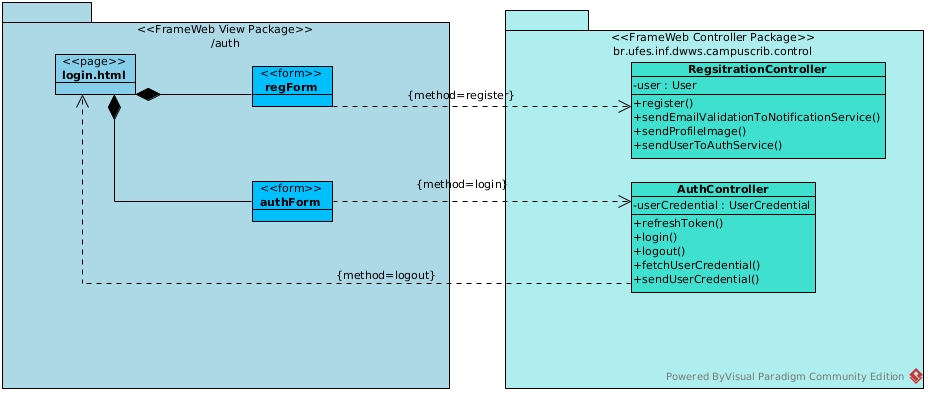 <<FrameWeb View Package>>
/auth
<<page>>
login.html
<<form>>
regForm
<<form>>
authForm
{method=register}
{method=login}
{method=logout}
<<FrameWeb Controller Package>>
br.ufes.inf.dwws.campuscrib.control
RegsitrationController
-user : User
+register()
+sendEmailValidationToNotificationService()
+sendProfileImage()
+sendUserToAuthService()
AuthController
-userCredential : UserCredential
+refreshToken()
+login()
+logout()
+fetchUserCredential()
+sendUserCredential()
Powered ByVisual Paradigm Community Edition